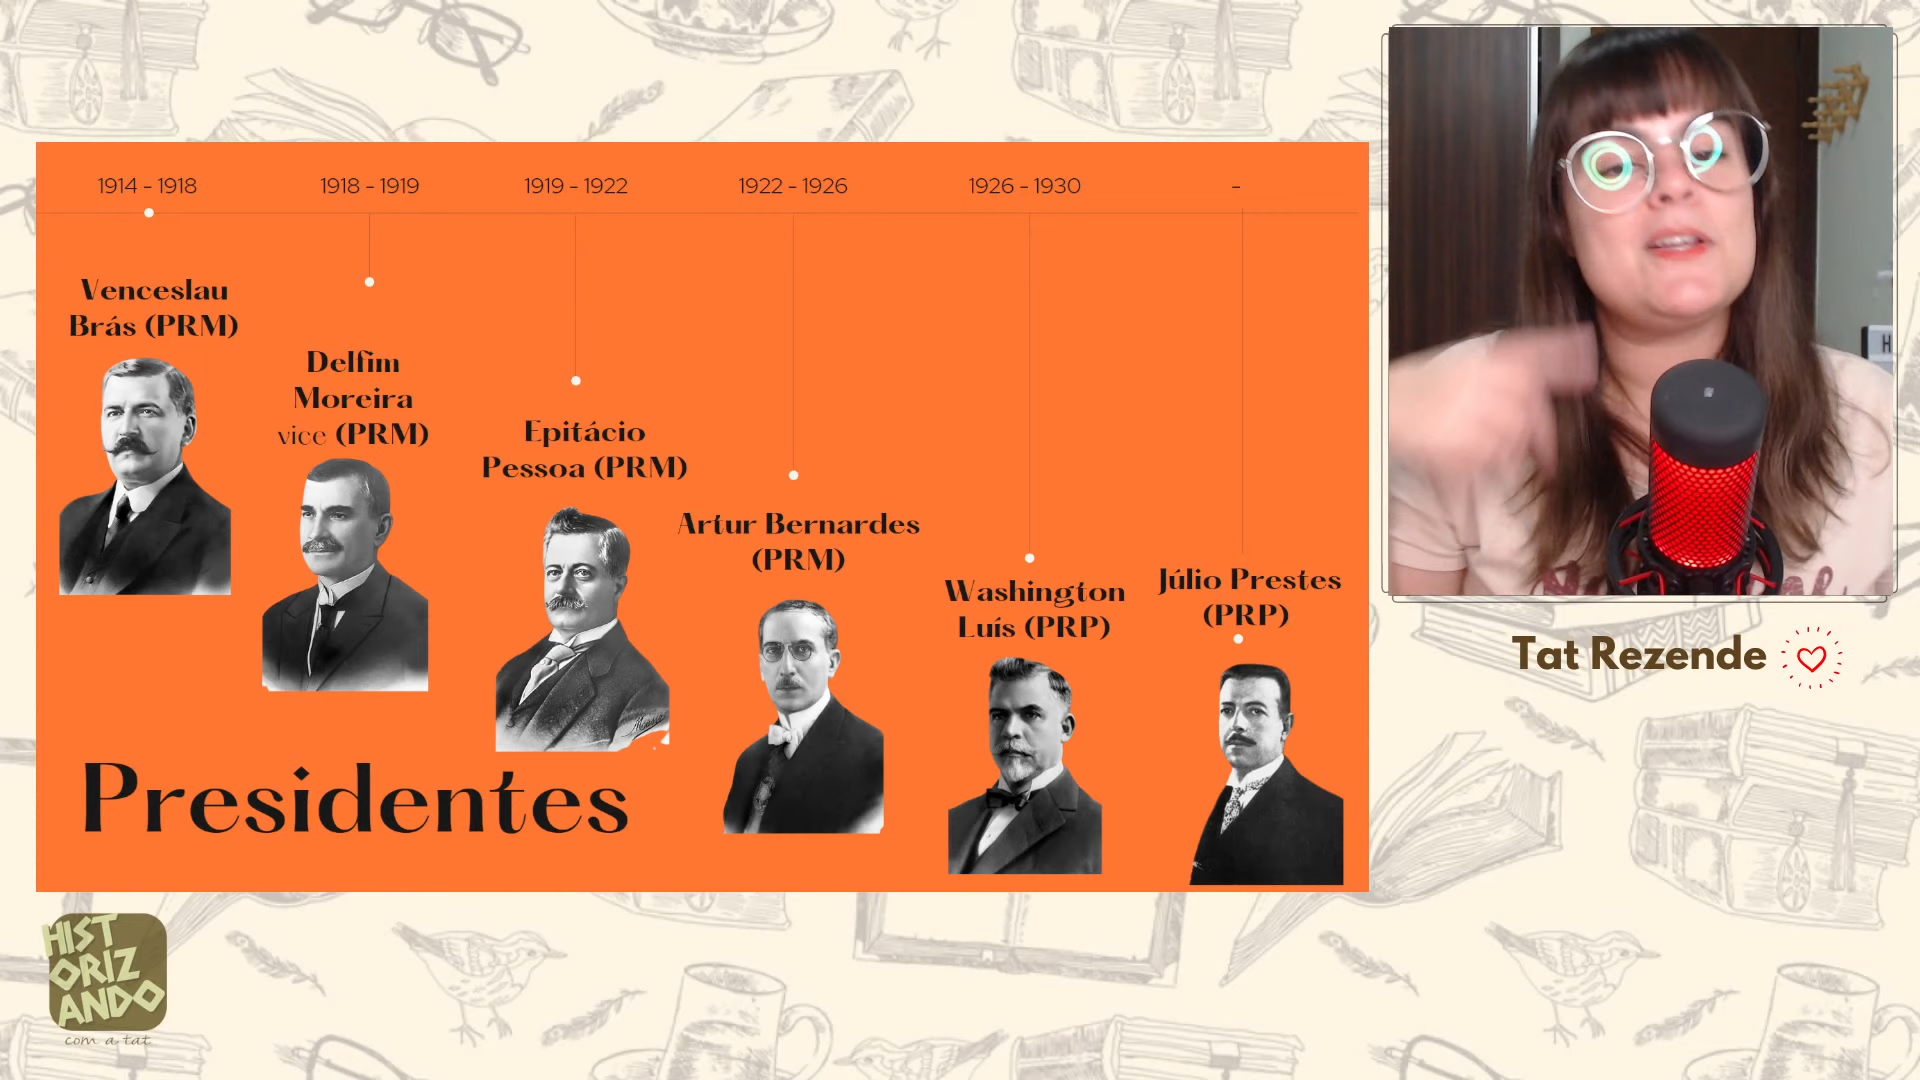 1914 - 1918
1918 - 1919
1919 - 1922
1922 - 1926
1926 - 1930
-
Venceslau
Brás (PRM)
Delfim
Moreira
vice (PRM)
Epitácio
Pessoa (PRM)
Artur Bernardes
(PRM)
Washington
Luís (PRP)
Júlio Prestes
(PRP)
Presidentes
Tat Rezende
H
HIST
ORIZ
ANDO
com a tat